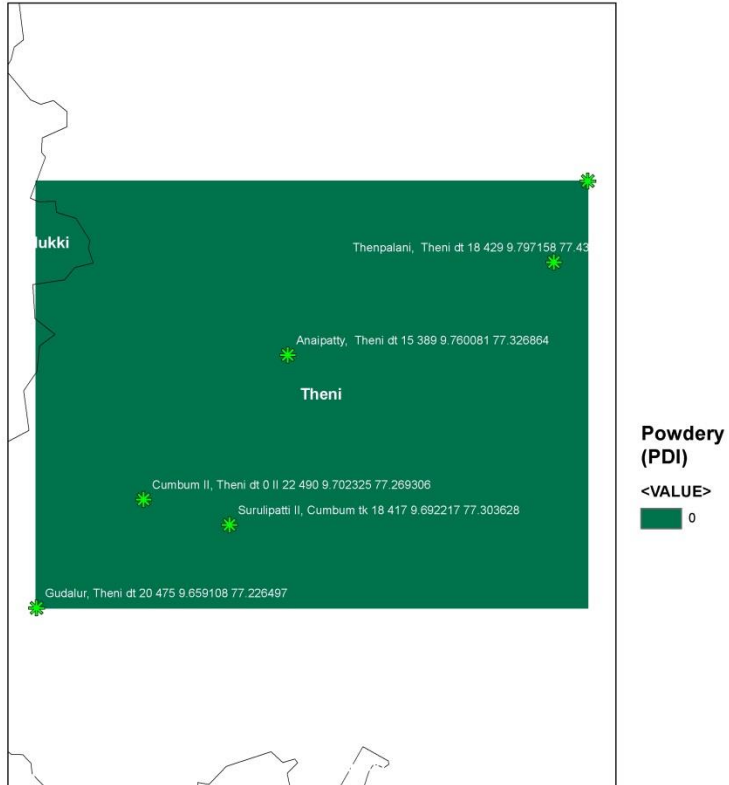 lukki
Thenpalani, Theni dt 18 429 9.797158 77.43
Anaipatty, Theni dt 15 389 9.760081 77.326864
Theni
Cumbum II, Theni dt 0 II 22 490 9.702325 77.269306
Surulipatti II, Cumbum tk 18 417 9.692217 77.303628
Gudalur, Theni dt 20 475 9.659108 77.226497
Powdery
(PDI)
<VALUE>
0